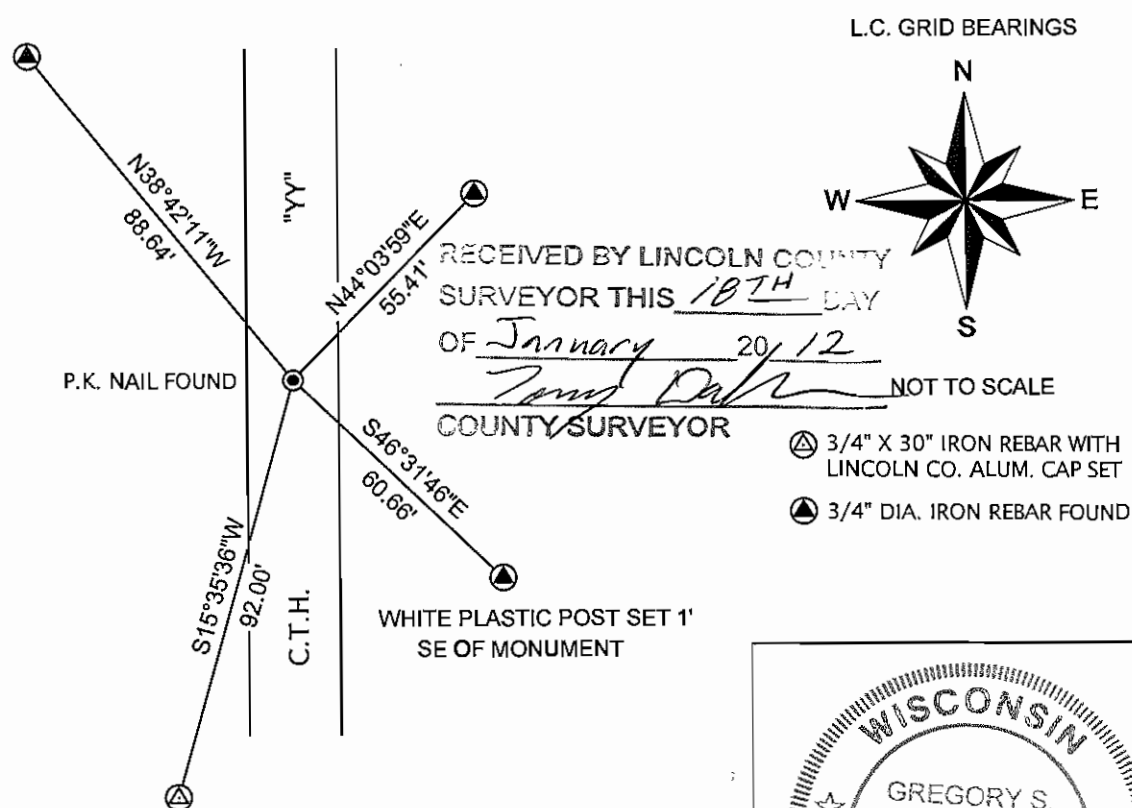 L.C. GRID BEARINGS
N
W
E
S
N38°42'11"W
88.64'
"YY"
N44°03'59"E
55.41'
RECEIVED BY LINCOLN COUNTY
SURVEYOR THIS 18TH DAY
OF January 20 12
COUNTY SURVEYOR
P.K. NAIL FOUND
NOT TO SCALE
3/4" X 30" IRON REBAR WITH
LINCOLN CO. ALUM. CAP SET
3/4" DIA. IRON REBAR FOUND
S46°31'46"E
60.66'
S15°35'36"W
92.00'
C.T.H.
WHITE PLASTIC POST SET 1'
SE OF MONUMENT
WISCONSIN
GREGORY S.